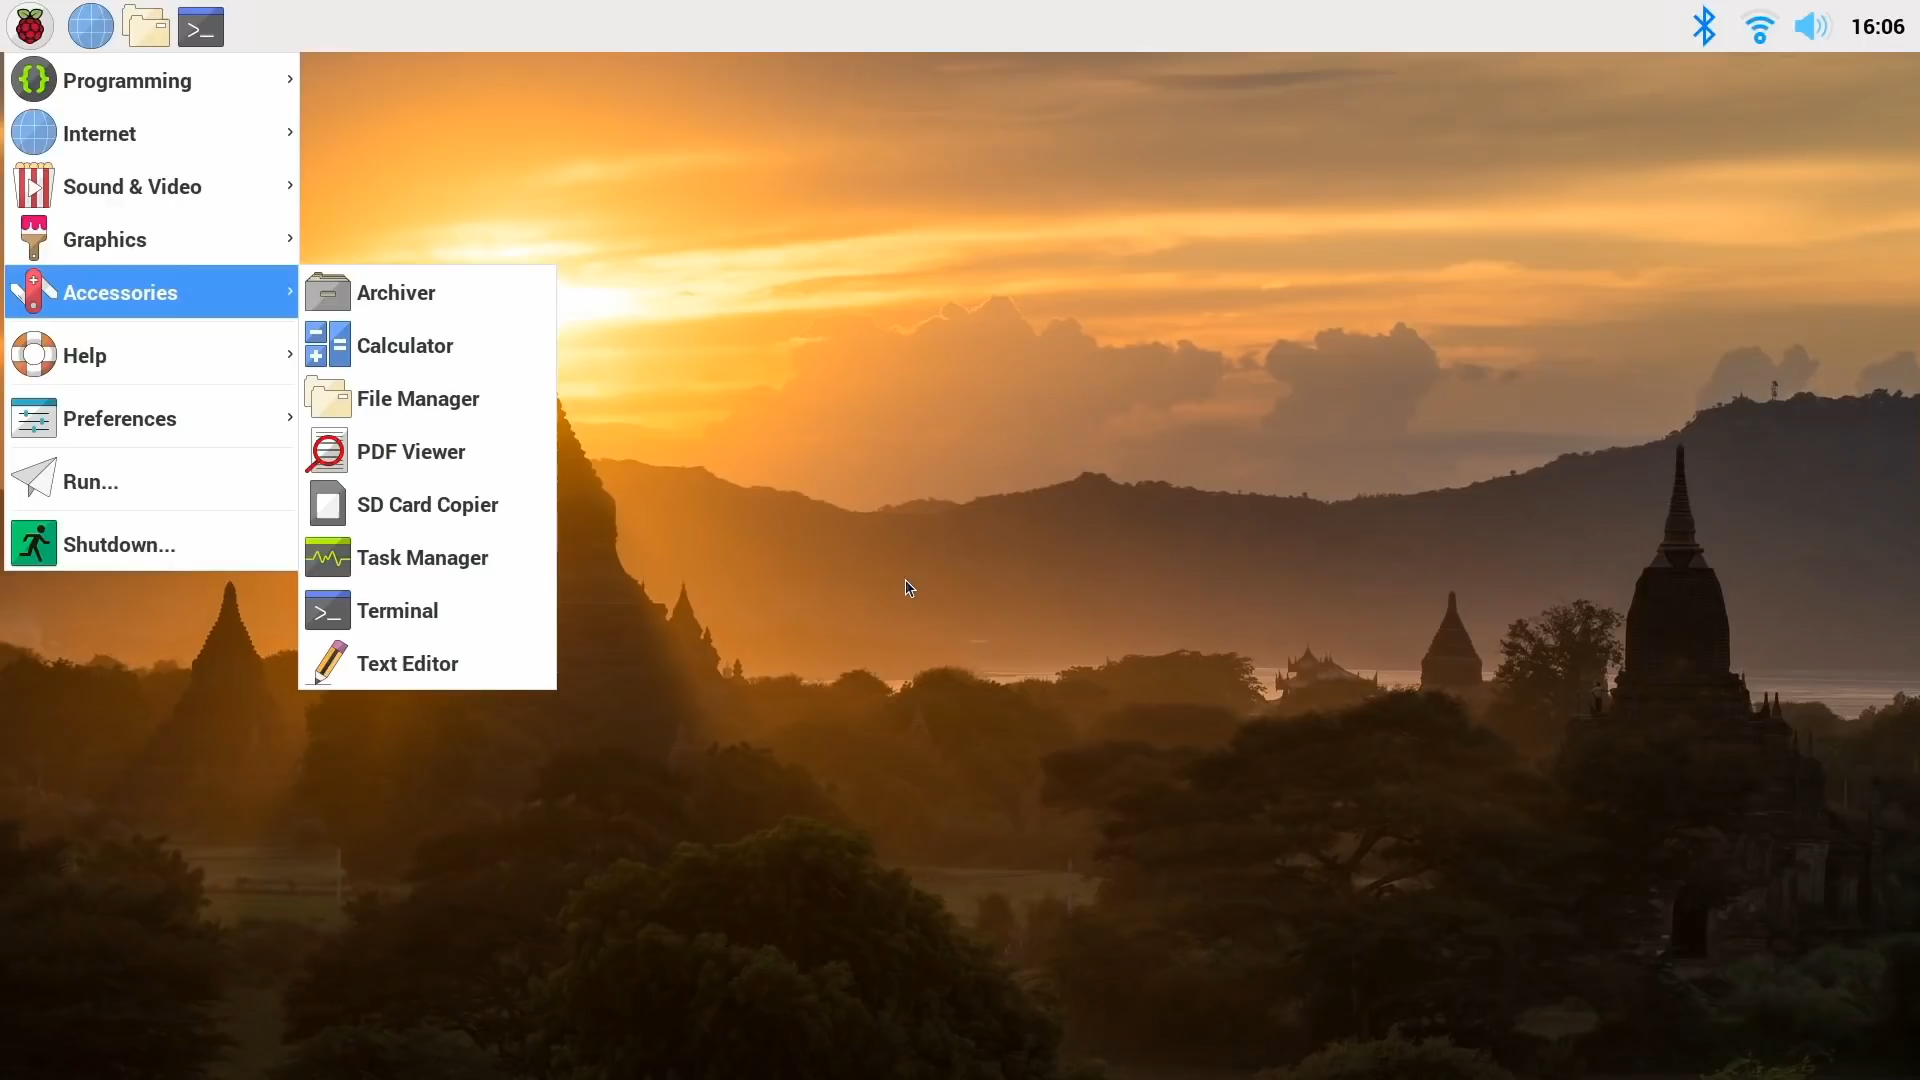 16:06
Programming
Internet
Sound & Video
Graphics
Accessories
Help
Preferences
Run...
Shutdown...
Archiver
Calculator
File Manager
PDF Viewer
SD Card Copier
Task Manager
Terminal
Text Editor